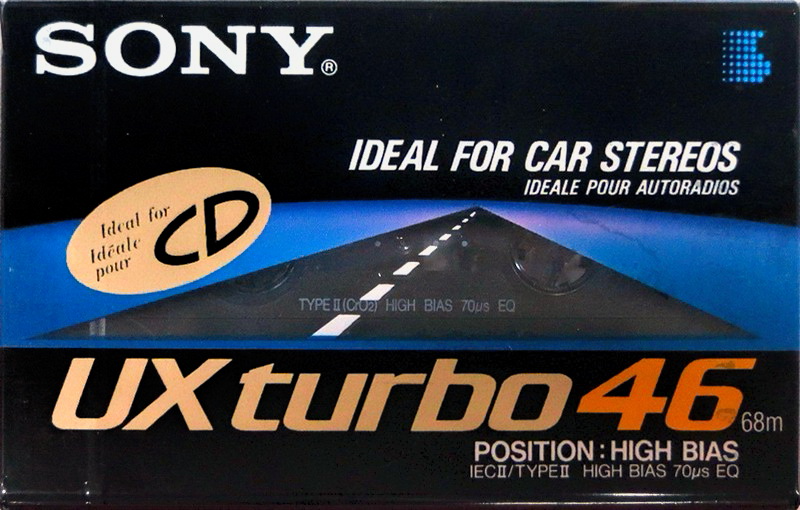 SONY®
IDEAL FOR CAR STEREOS
IDEALE POUR AUTORADIOS
Ideal for
Idéale
pour
CD
TYPE II (CrO2) HIGH BIAS 70µs EQ
UX turbo 46
68m
POSITION : HIGH BIAS
IEC II / TYPE II HIGH BIAS 70µs EQ